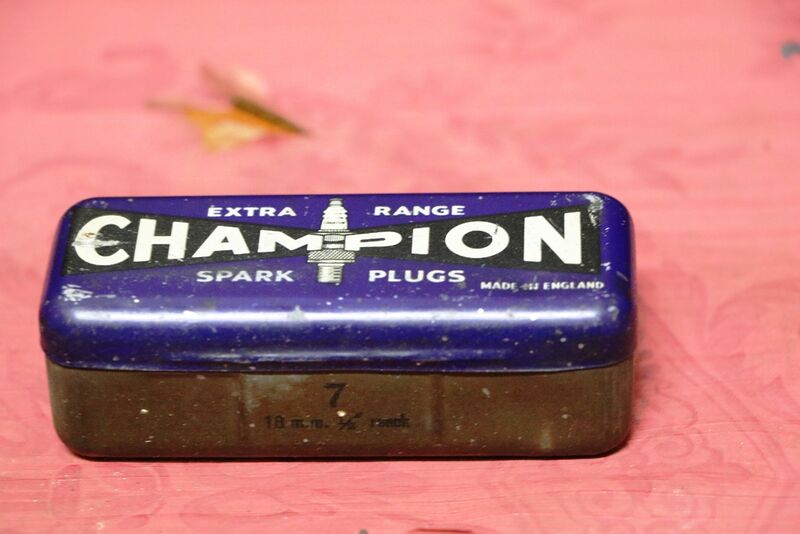 EXTRA RANGE
CHAMPION
SPARK PLUGS
MADE IN ENGLAND
7
18 m.m. 1/2" reach